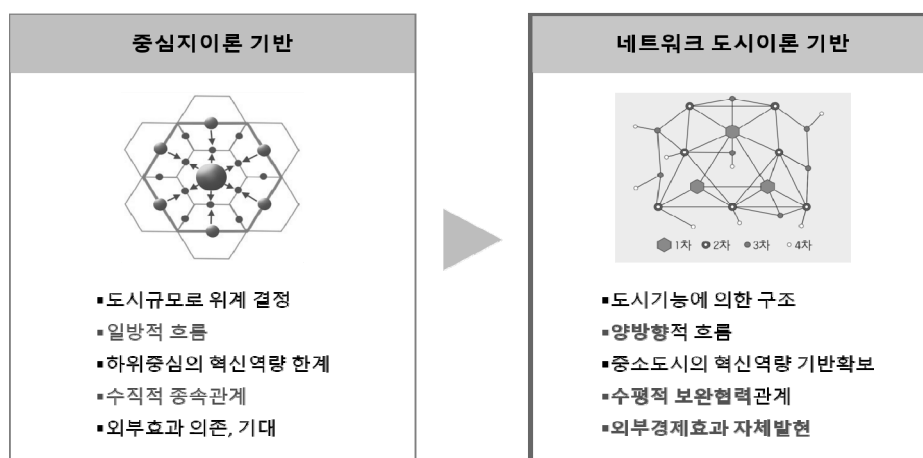 중심지이론 기반
▪도시규모로 위계 결정
▪일방적 흐름
▪하위중심의 혁신역량 한계
▪수직적 종속관계
▪외부효과 의존, 기대
네트워크 도시이론 기반
1차 2차 3차 4차
▪도시기능에 의한 구조
▪양방향적 흐름
▪중소도시의 혁신역량 기반확보
▪수평적 보완협력관계
▪외부경제효과 자체발현